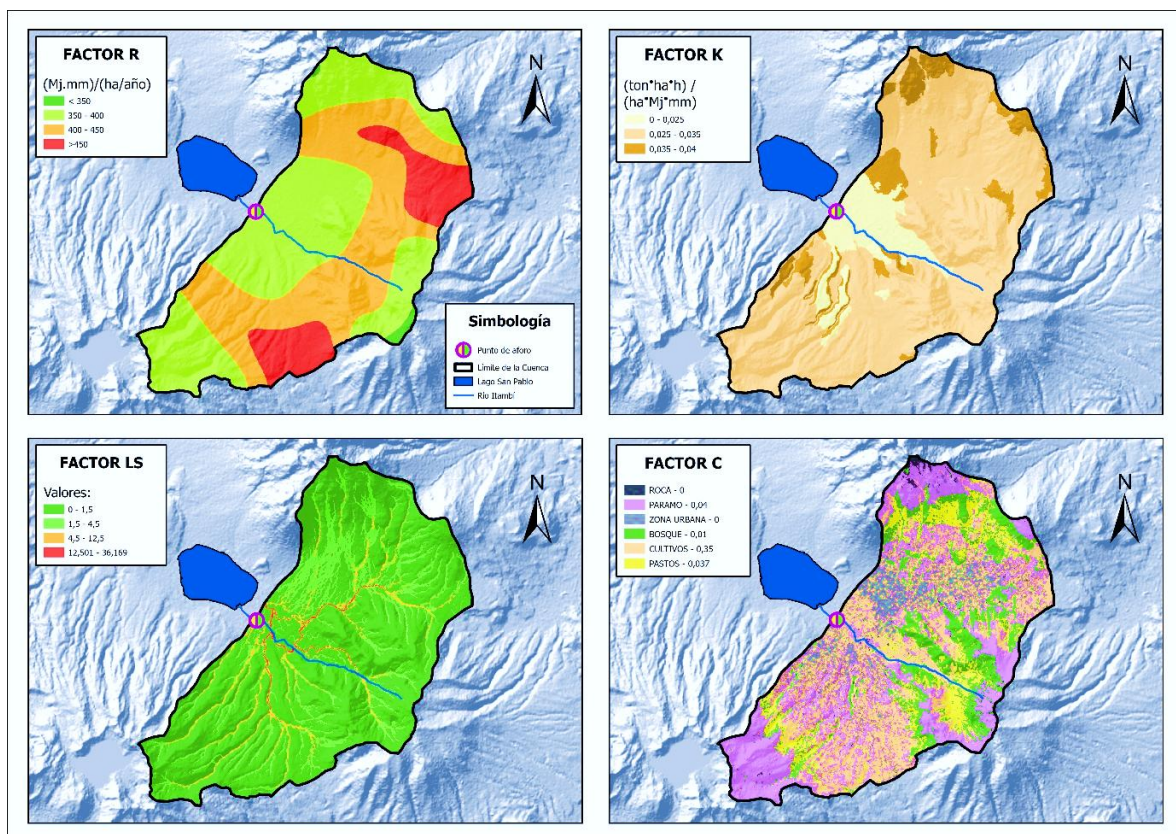 FACTOR R
(Mj.mm)/(ha/año)
< 350
350 - 400
400 - 450
>450
N
Simbología
Punto de aforo
Límite de la Cuenca
Lago San Pablo
Río Itambí
FACTOR K
(ton*ha*h) /
(ha*Mj*mm)
0 - 0,025
0,025 - 0,035
0,035 - 0,04
N
FACTOR LS
Valores:
0 - 1,5
1,5 - 4,5
4,5 - 12,5
12,501 - 36,169
N
FACTOR C
ROCA - 0
PARAMO - 0,04
ZONA URBANA - 0
BOSQUE - 0,01
CULTIVOS - 0,35
PASTOS - 0,037
N